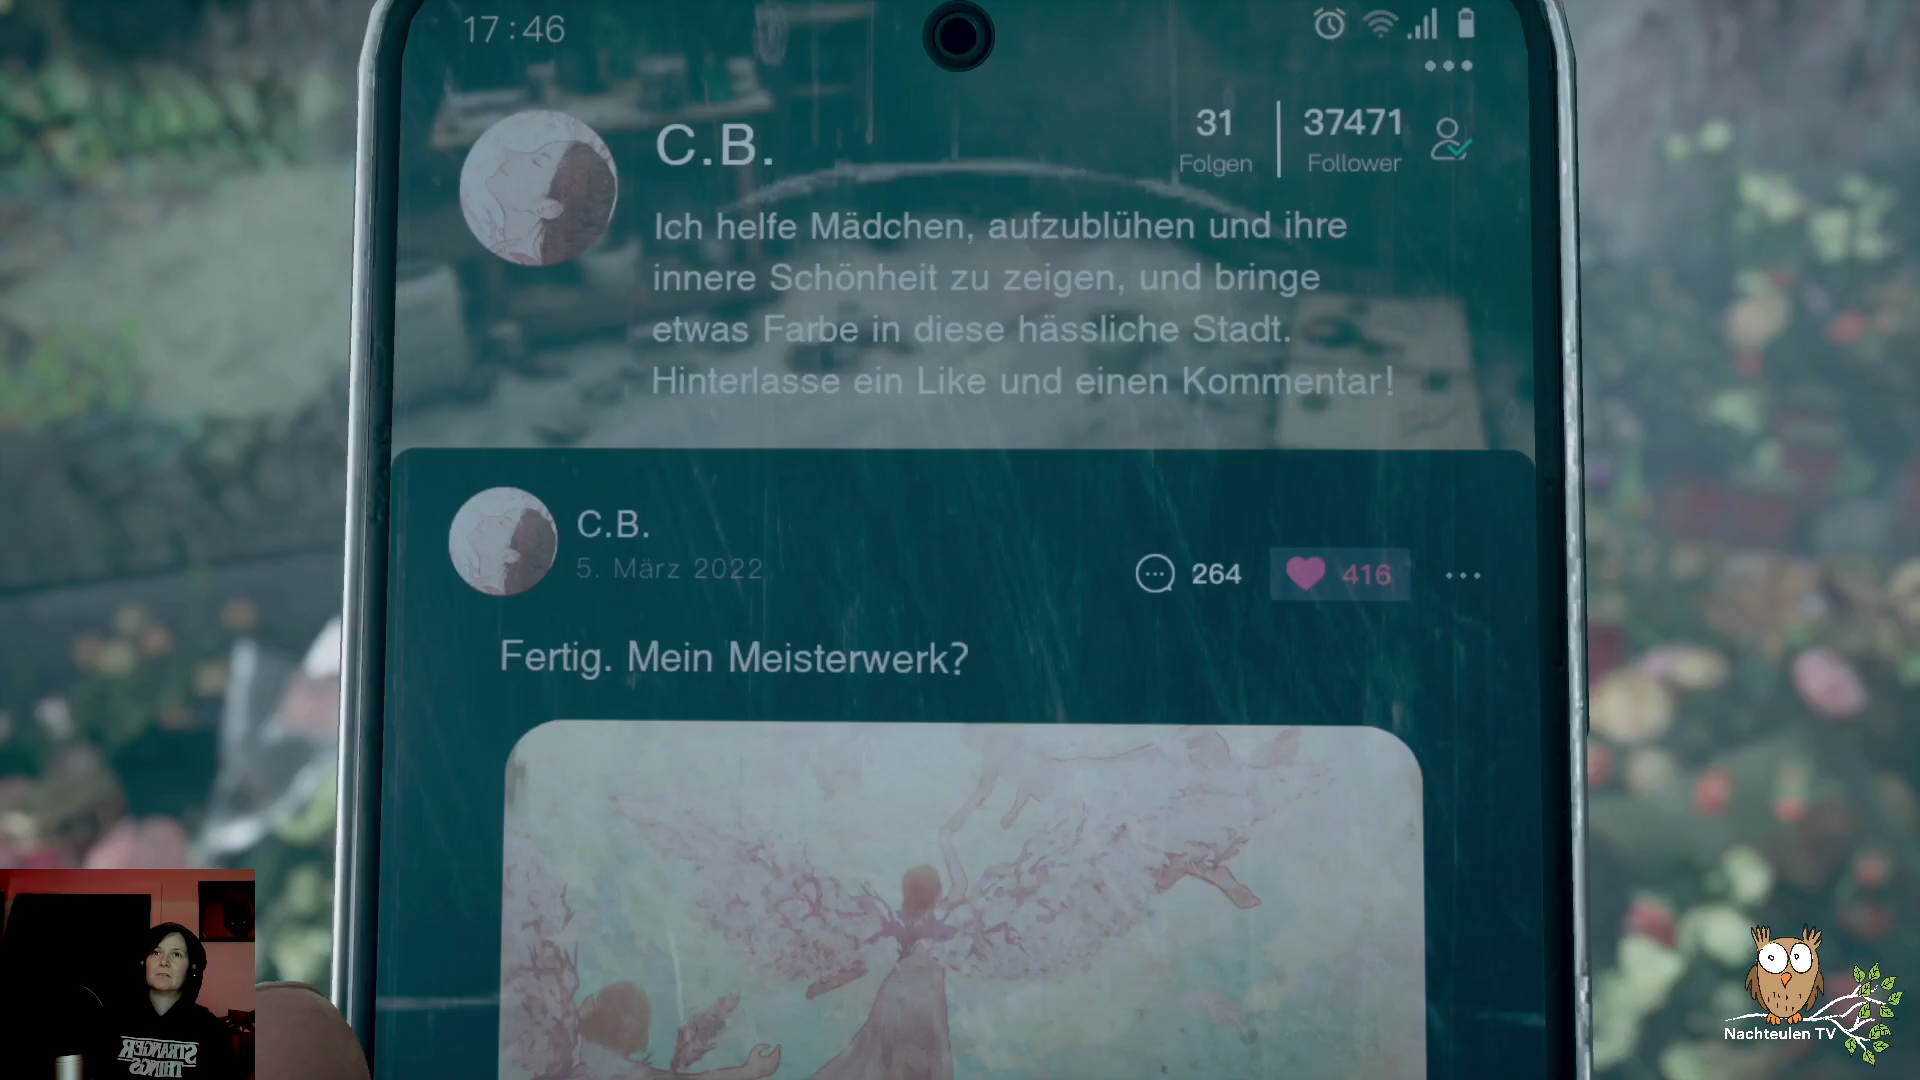 17:46
C.B.
31
Folgen
37471
Follower
Ich helfe Mädchen, aufzublühen und ihre
innere Schönheit zu zeigen, und bringe
etwas Farbe in diese hässliche Stadt.
Hinterlasse ein Like und einen Kommentar!
C.B.
5. März 2022
264
416
Fertig. Mein Meisterwerk?
STRANGER
THINGS
Nachteulen TV